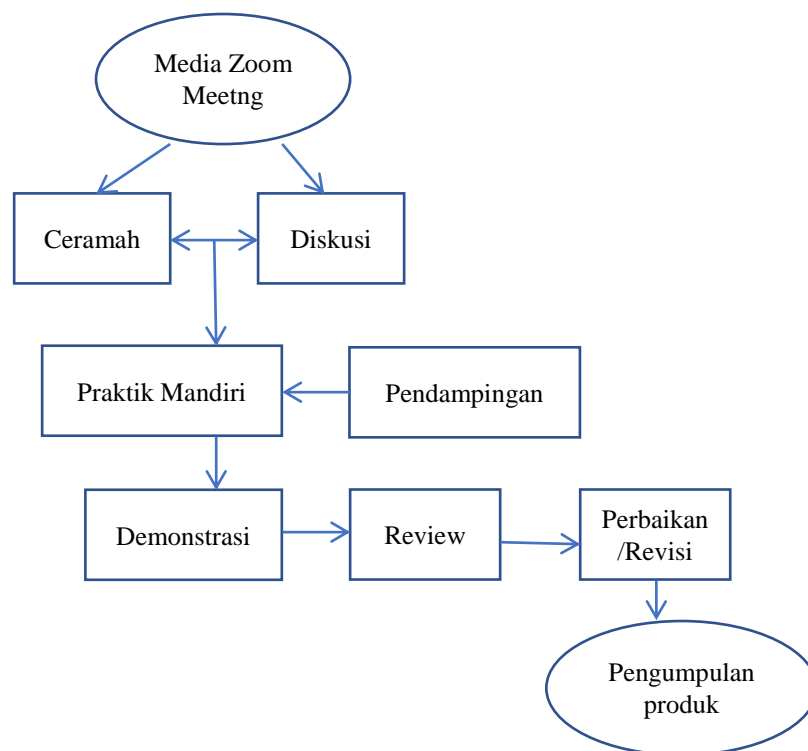 Media Zoom
Meetng
Ceramah
Diskusi
Praktik Mandiri
Pendampingan
Demonstrasi
Review
Perbaikan
/Revisi
Pengumpulan
produk